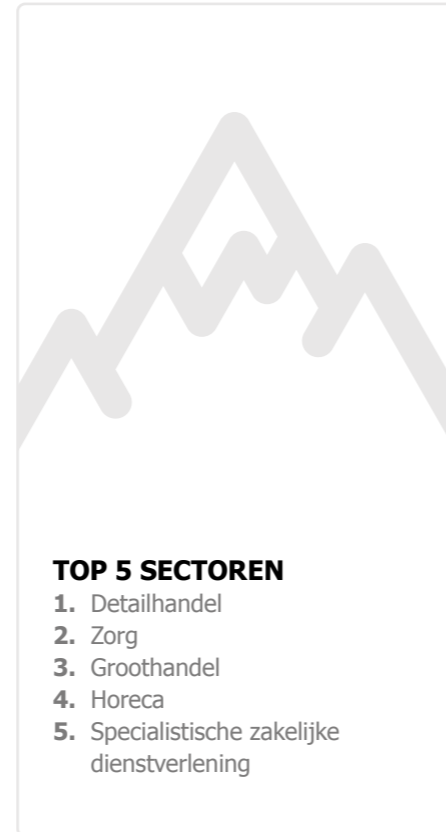 TOP 5 SECTOREN
1. Detailhandel
2. Zorg
3. Groothandel
4. Horeca
5. Specialistische zakelijke
dienstverlening